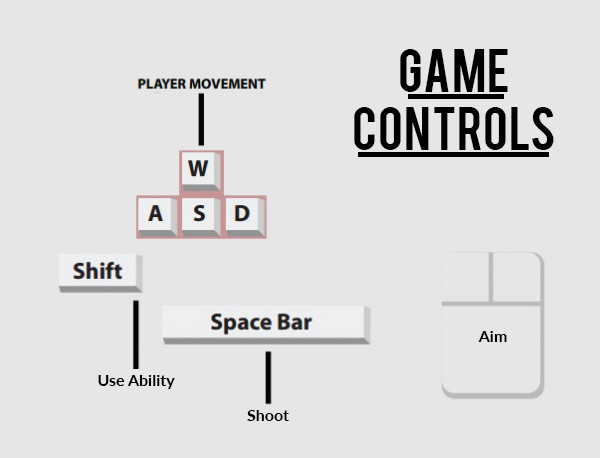 GAME
CONTROLS
PLAYER MOVEMENT
W
A S D
Shift
Space Bar
Aim
Use Ability
Shoot